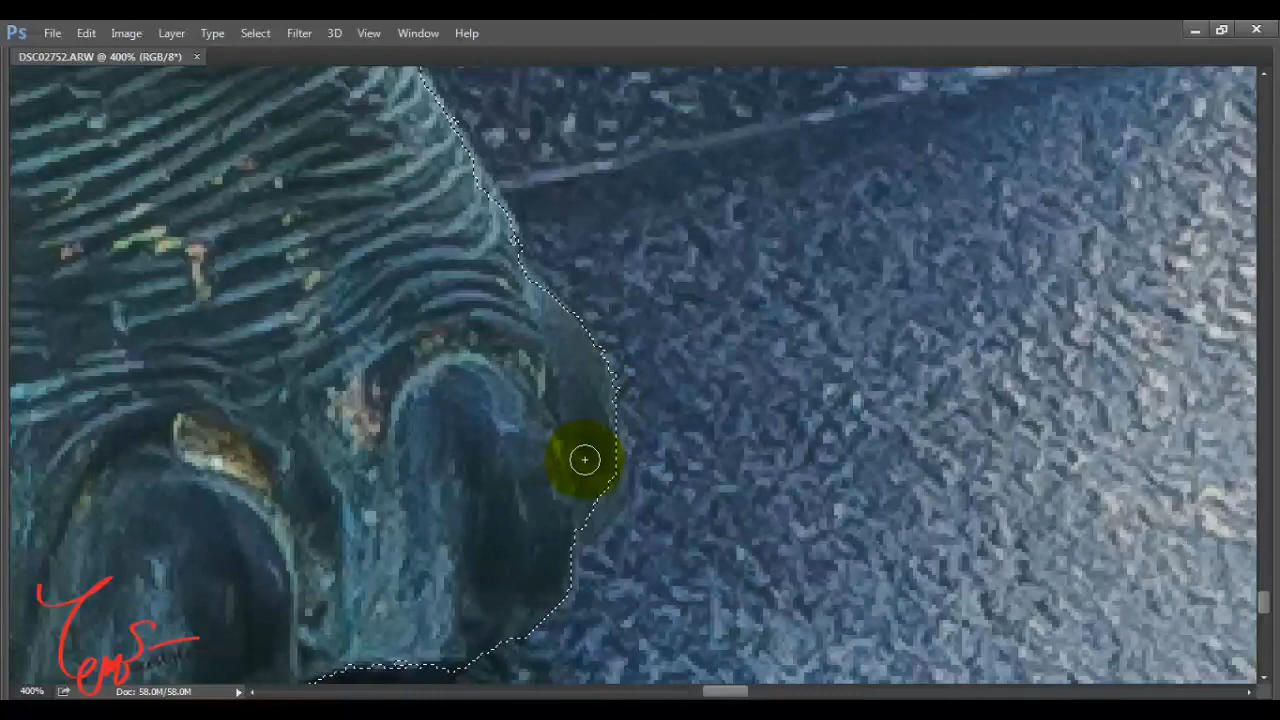 Ps File Edit Image Layer Type Select Filter 3D View Window Help
DSC02752.ARW @ 400% (RGB/8*) ×
400% Doc: 58.0M/58.0M